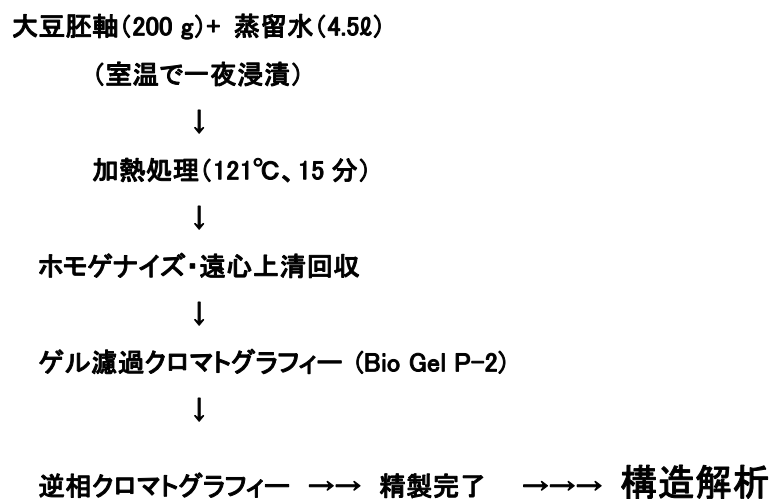 大豆胚軸（200 g）+ 蒸留水（4.5ℓ）
（室温で一夜浸漬）
↓
加熱処理（121℃、15 分）
↓
ホモゲナイズ・遠心上清回収
↓
ゲル濾過クロマトグラフィー (Bio Gel P-2)
↓
逆相クロマトグラフィー →→ 精製完了 →→→ 構造解析